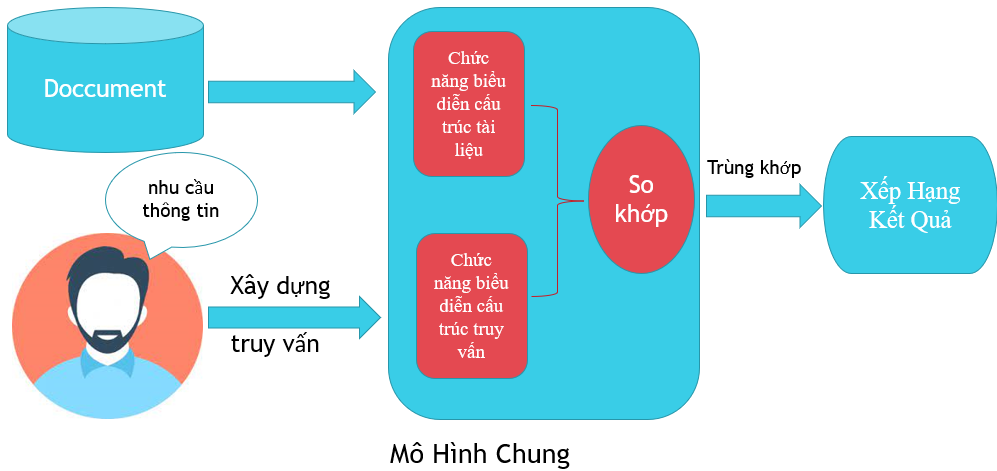 Doccument
nhu cầu
thông tin
Xây dựng
truy vấn
Chức
năng biểu
diễn cấu
trúc tài
liệu
Chức
năng biểu
diễn cấu
trúc truy
vấn
So
khớp
Trùng khớp
Xếp Hạng
Kết Quả
Mô Hình Chung